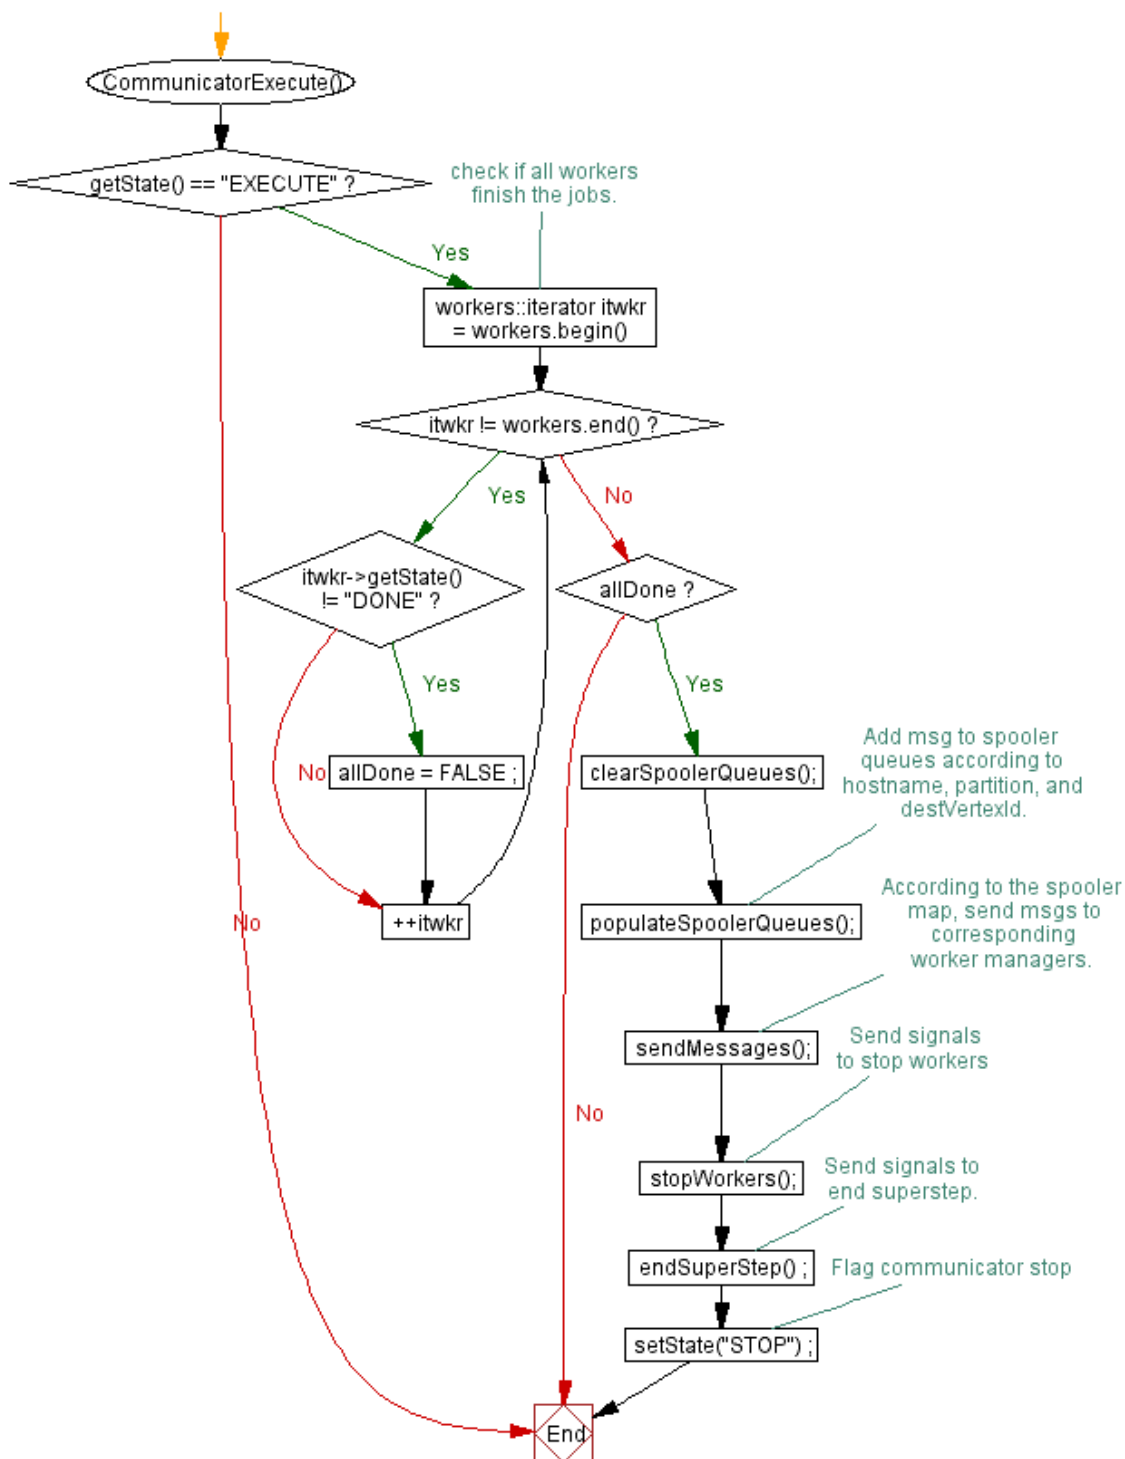 CommunicatorExecute()
getState() == "EXECUTE" ?
check if all workers
finish the jobs.
Yes
workers::iterator itwkr
= workers.begin()
itwkr != workers.end() ?
Yes
No
itwkr->getState()
!= "DONE" ?
allDone ?
Yes
Yes
No
allDone = FALSE ;
clearSpoolerQueues();
Add msg to spooler
queues according to
hostname, partition, and
destVertexId.
No
++itwkr
populateSpoolerQueues();
According to the spooler
map, send msgs to
corresponding
worker managers.
sendMessages();
Send signals
to stop workers
No
stopWorkers();
Send signals to
end superstep.
endSuperStep() ;
Flag communicator stop
setState("STOP") ;
End